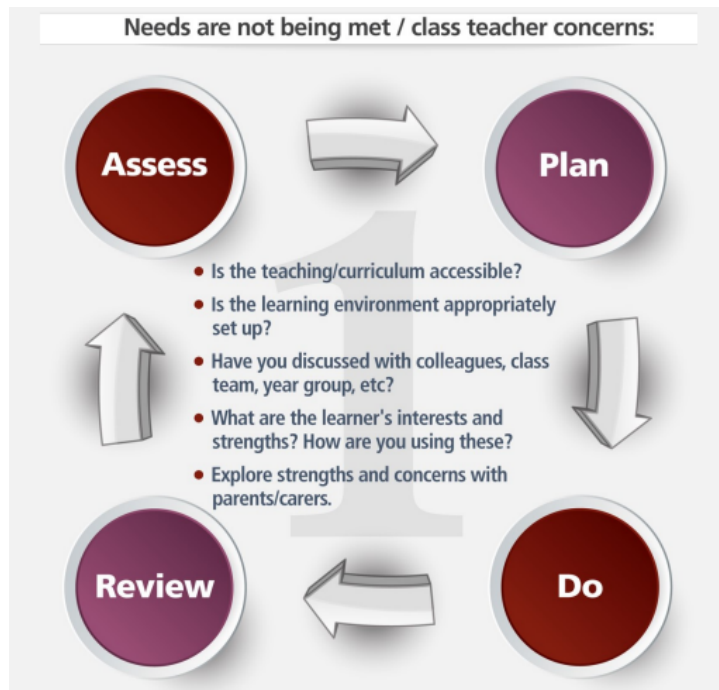 Needs are not being met / class teacher concerns:
Assess
Plan
1
• Is the teaching/curriculum accessible?
• Is the learning environment appropriately
set up?
• Have you discussed with colleagues, class
team, year group, etc?
• What are the learner's interests and
strengths? How are you using these?
• Explore strengths and concerns with
parents/carers.
Review
Do